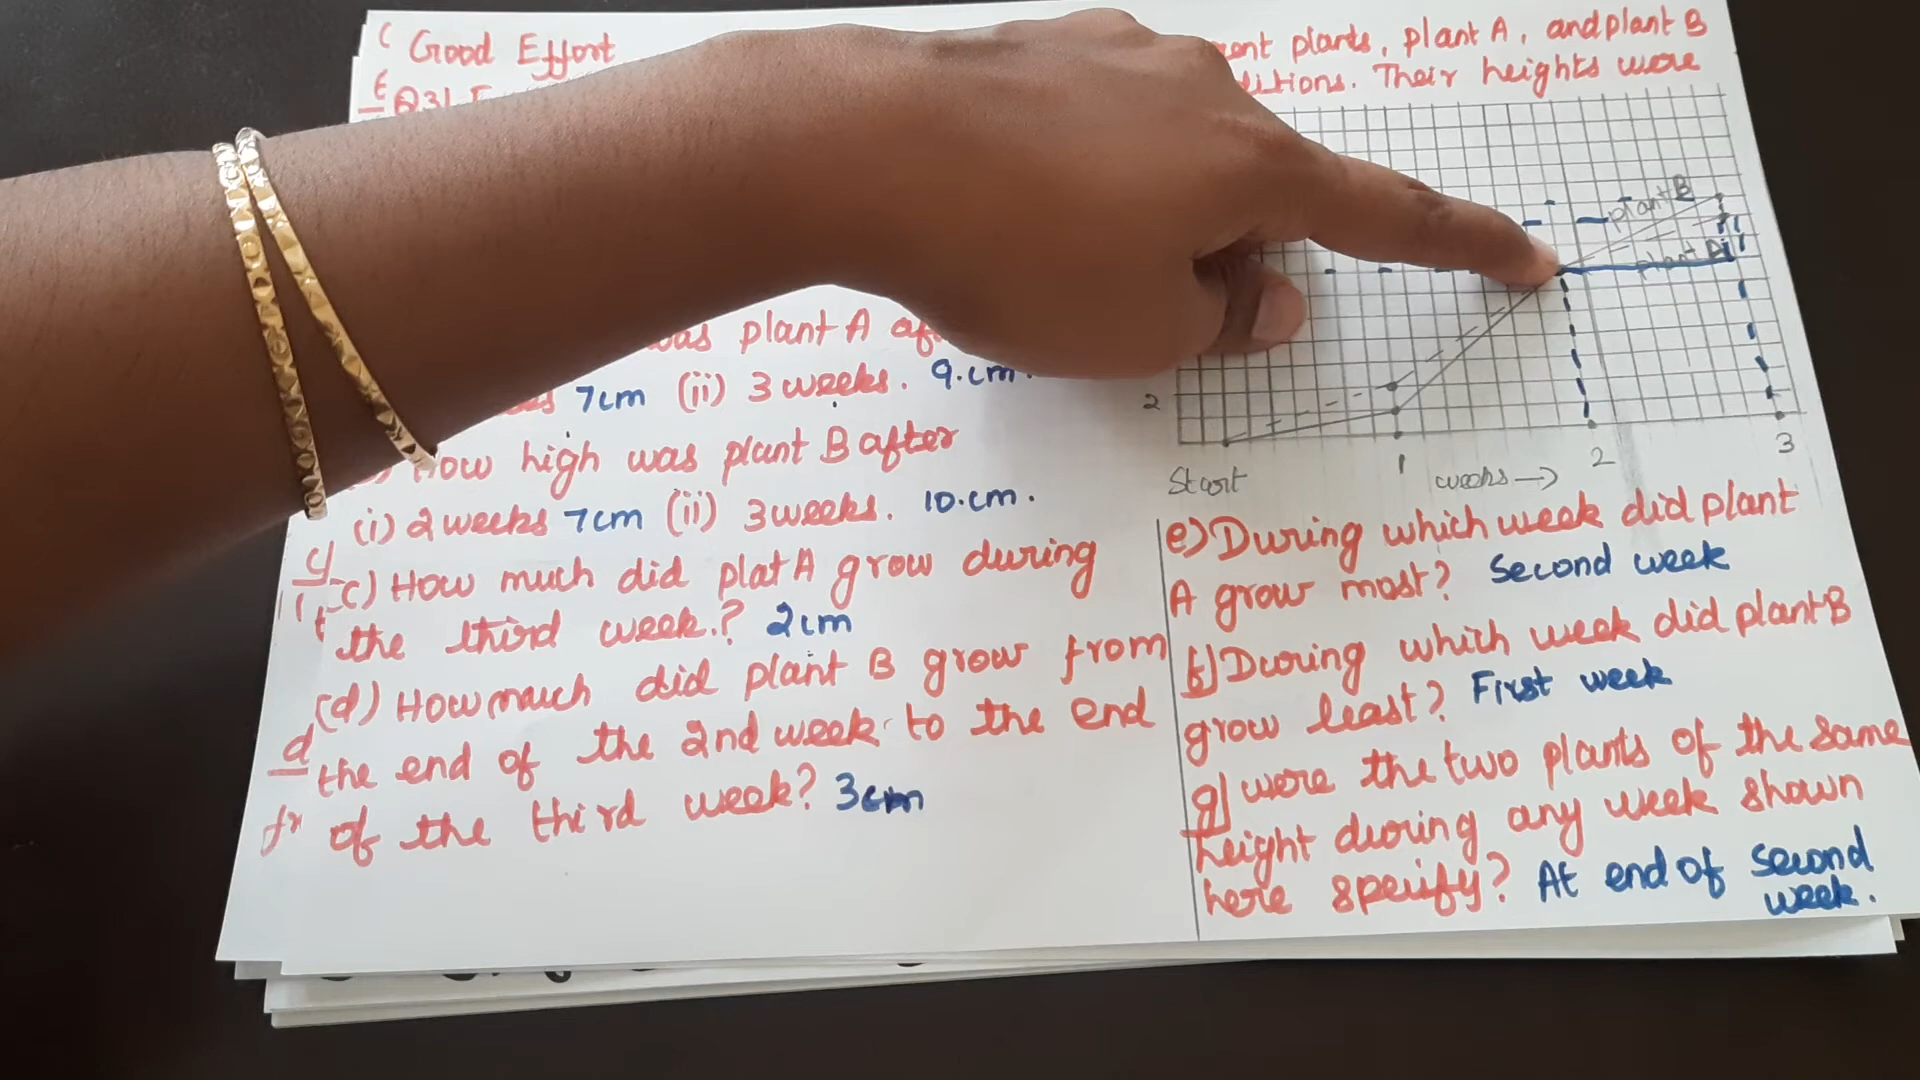 Good Effort
plants, plant A, and plant B
Their heights were
plant B
plant A
2
1
2
3
Start
weeks →
was plant A
7cm (ii) 3 weeks. 9.cm.
How high was plant B after
(i) 2 weeks 7cm (ii) 3 weeks. 10.cm.
c) How much did plat A grow during
the third week.? 2cm
(d) How much did plant B grow from
the end of the 2nd week to the end
of the third week? 3cm
e) During which week did plant
A grow most? Second week
f) During which week did plant B
grow least? First week
g) were the two plants of the same
height during any week shown
here specify? At end of second
week.